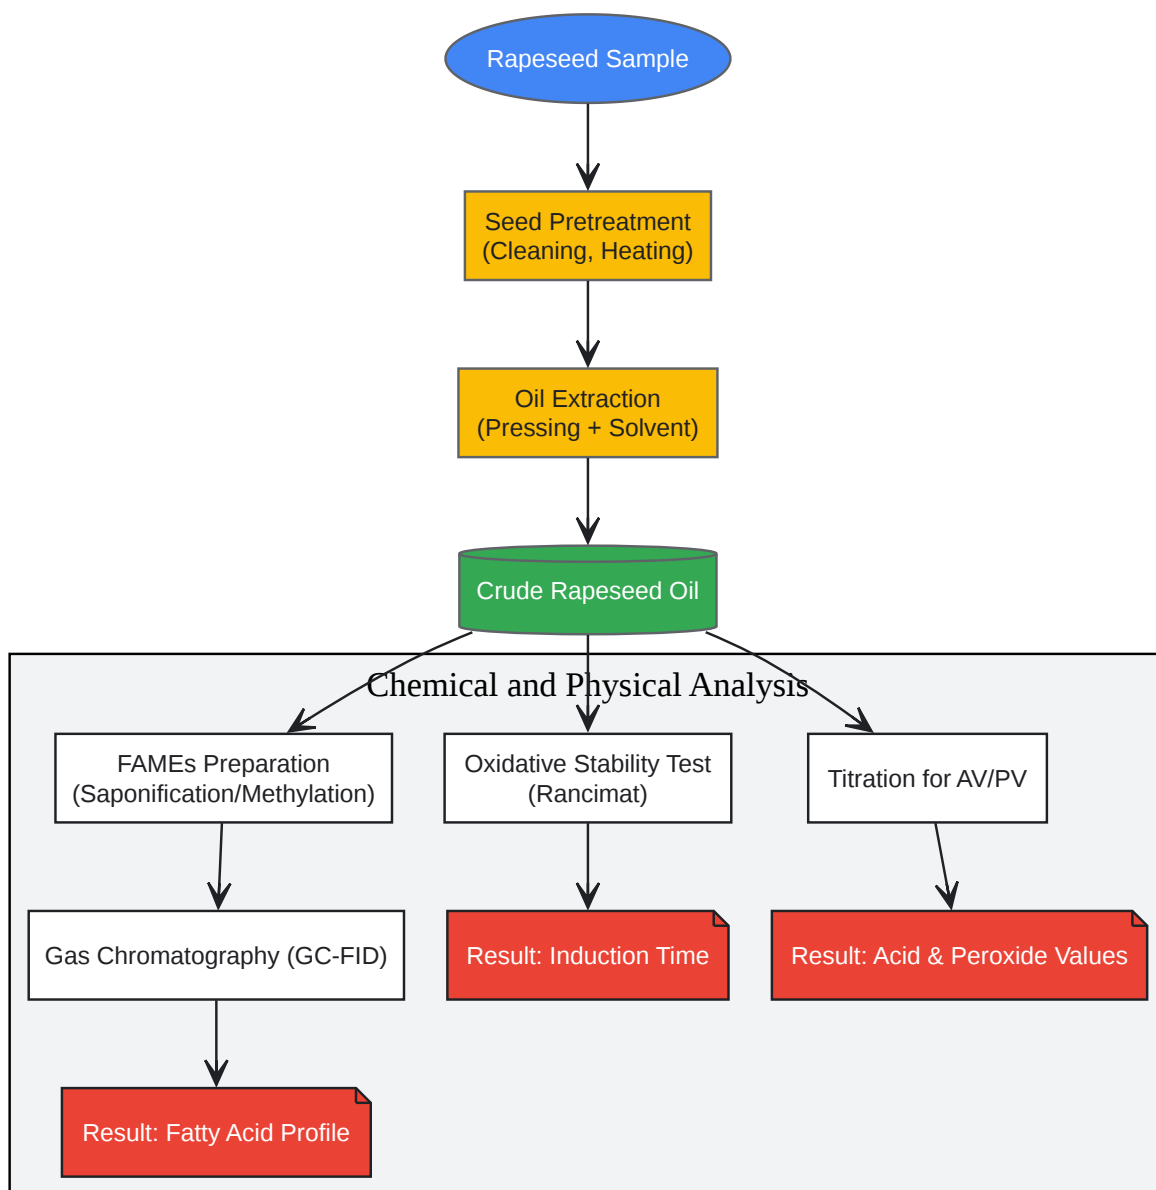 Rapeseed Sample
Seed Pretreatment
(Cleaning, Heating)
Oil Extraction
(Pressing + Solvent)
Crude Rapeseed Oil
Chemical and Physical Analysis
FAMEs Preparation
(Saponification/Methylation)
Oxidative Stability Test
(Rancimat)
Titration for AV/PV
Gas Chromatography (GC-FID)
Result: Induction Time
Result: Acid & Peroxide Values
Result: Fatty Acid Profile